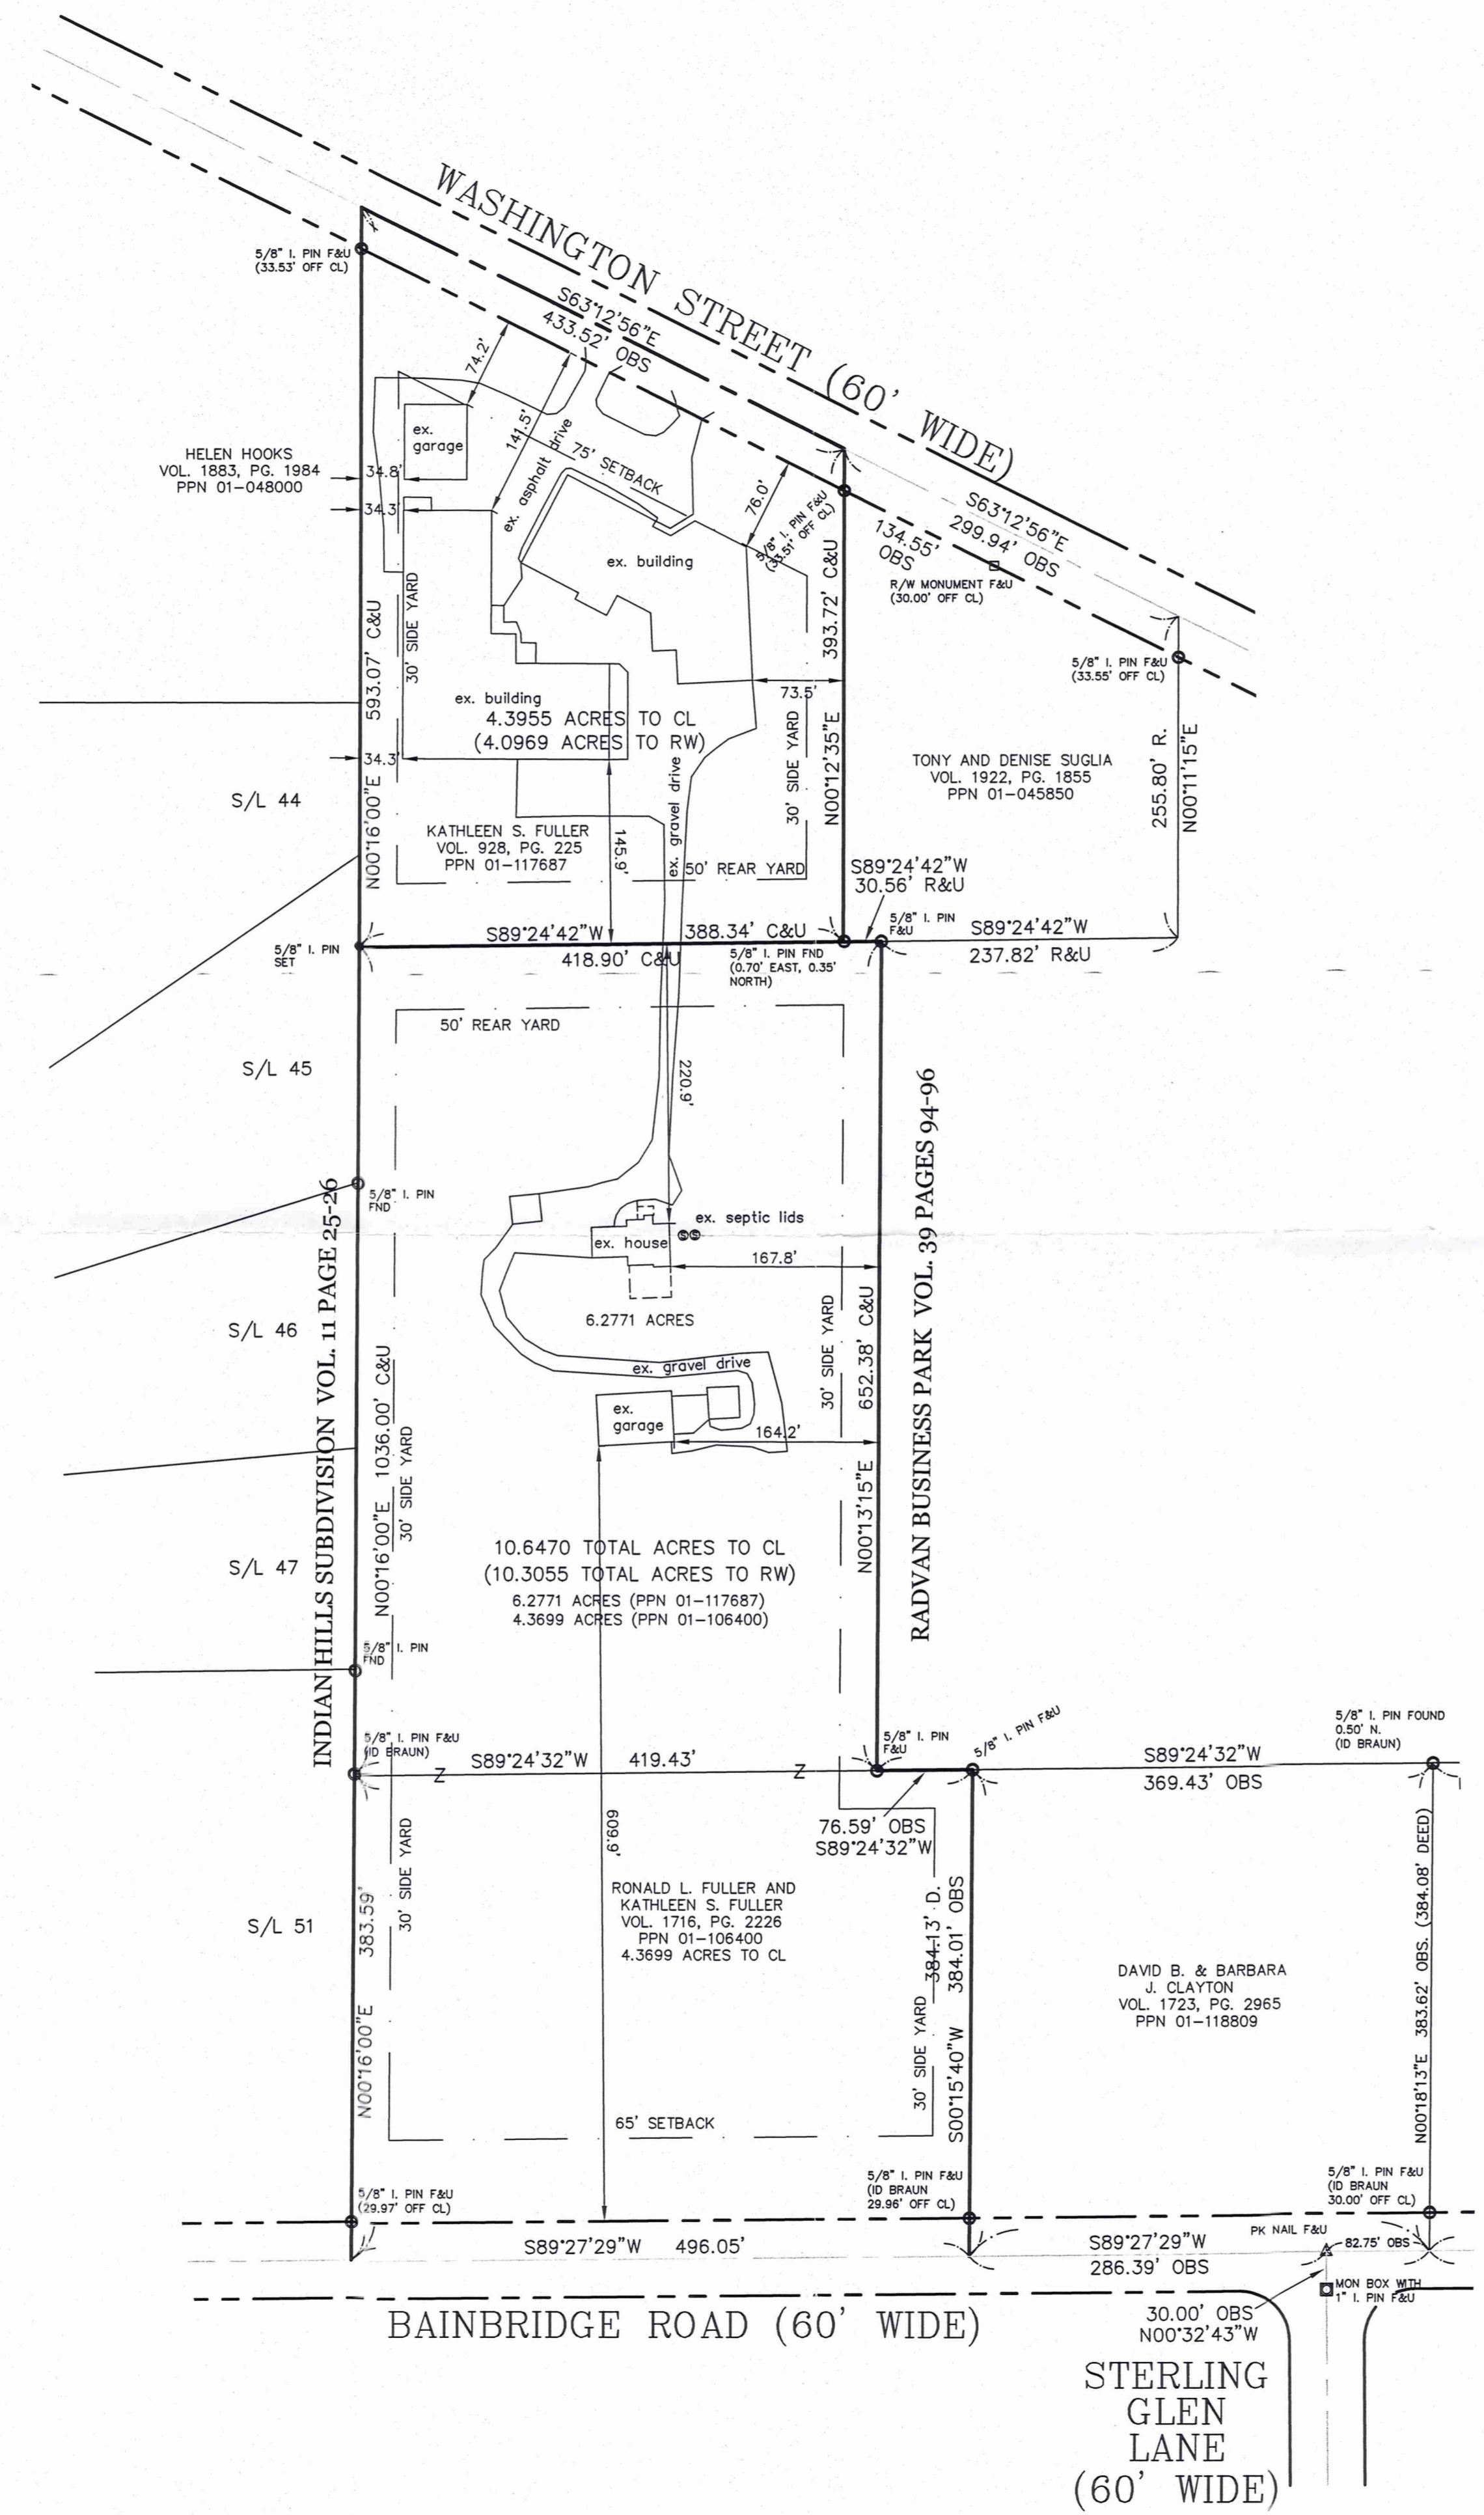 WASHINGTON STREET (60' WIDE)
5/8" I. PIN F&U
(33.53' OFF CL)
S63°12'56"E
433.52' OBS
74.2'
141.5'
ex.
garage
HELEN HOOKS
VOL. 1883, PG. 1984
PPN 01-048000
34.8'
34.3'
ex. asphalt drive
75' SETBACK
76.0'
5/8" I. PIN F&U
(33.51' OFF CL)
S63°12'56"E
299.94' OBS
134.55'
OBS
R/W MONUMENT F&U
(30.00' OFF CL)
ex. building
593.07' C&U
N00°16'00"E
30' SIDE YARD
393.72' C&U
N00°12'35"E
5/8" I. PIN F&U
(33.55' OFF CL)
73.5'
ex. building
4.3955 ACRES TO CL
(4.0969 ACRES TO RW)
34.3'
30' SIDE YARD
TONY AND DENISE SUGLIA
VOL. 1922, PG. 1855
PPN 01-045850
255.80' R.
N00°11'15"E
S/L 44
KATHLEEN S. FULLER
VOL. 928, PG. 225
PPN 01-117687
145.9'
ex. gravel drive
50' REAR YARD
S89°24'42"W
30.56' R&U
5/8" I. PIN
F&U
S89°24'42"W
237.82' R&U
5/8" I. PIN
SET
S89°24'42"W 388.34' C&U
418.90' C&U
5/8" I. PIN FND
(0.70' EAST, 0.35'
NORTH)
50' REAR YARD
S/L 45
220.9'
5/8" I. PIN
FND
INDIAN HILLS SUBDIVISION VOL. 11 PAGE 25-26
RADVAN BUSINESS PARK VOL. 39 PAGES 94-96
ex. septic lids
ex. house
167.8'
6.2771 ACRES
S/L 46
30' SIDE YARD
652.38' C&U
N00°13'15"E
ex. gravel drive
ex.
garage
164.2'
N00°16'00"E 1036.00' C&U
30' SIDE YARD
10.6470 TOTAL ACRES TO CL
(10.3055 TOTAL ACRES TO RW)
6.2771 ACRES (PPN 01-117687)
4.3699 ACRES (PPN 01-106400)
S/L 47
5/8" I. PIN
FND
5/8" I. PIN F&U
(ID BRAUN)
Z
S89°24'32"W 419.43'
Z
5/8" I. PIN
F&U
5/8" I. PIN F&U
5/8" I. PIN FOUND
0.50' N.
(ID BRAUN)
S89°24'32"W
369.43' OBS
76.59' OBS
S89°24'32"W
609.9'
30' SIDE YARD
383.59'
N00°16'00"E
S/L 51
RONALD L. FULLER AND
KATHLEEN S. FULLER
VOL. 1716, PG. 2226
PPN 01-106400
4.3699 ACRES TO CL
384.13' D.
30' SIDE YARD
S00°15'40"W 384.01' OBS
DAVID B. & BARBARA
J. CLAYTON
VOL. 1723, PG. 2965
PPN 01-118809
N00°18'13"E 383.62' OBS. (384.08' DEED)
65' SETBACK
5/8" I. PIN F&U
(29.97' OFF CL)
5/8" I. PIN F&U
(ID BRAUN
29.96' OFF CL)
5/8" I. PIN F&U
(ID BRAUN
30.00' OFF CL)
S89°27'29"W 496.05'
S89°27'29"W
286.39' OBS
PK NAIL F&U
82.75' OBS
MON BOX WITH
1" I. PIN F&U
30.00' OBS
N00°32'43"W
BAINBRIDGE ROAD (60' WIDE)
STERLING
GLEN
LANE
(60' WIDE)